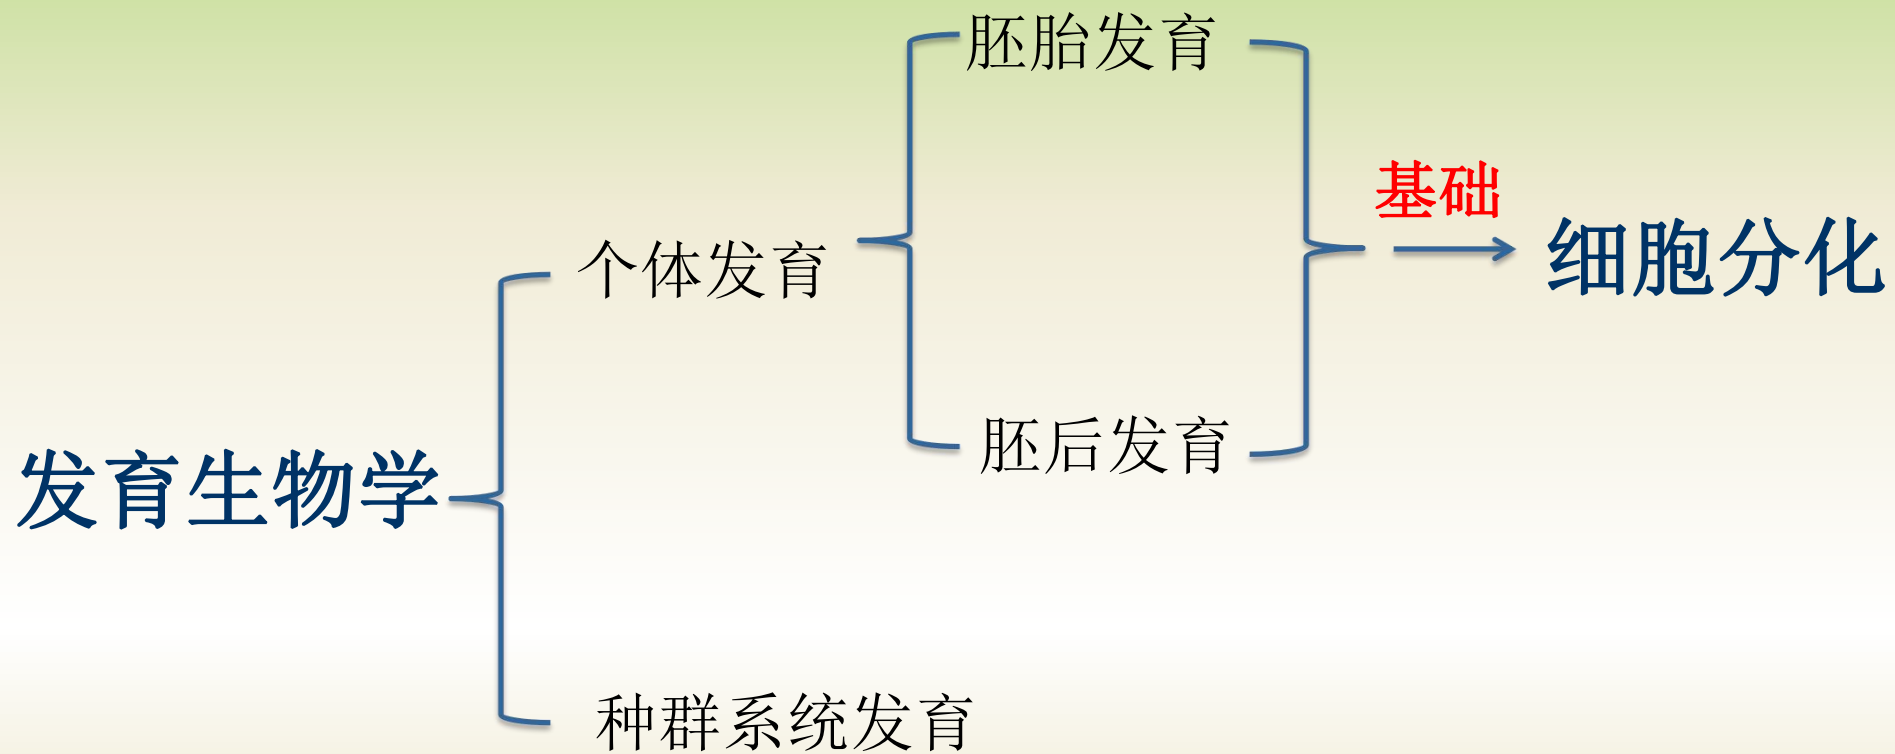 胚胎发育
基础
个体发育
细胞分化
胚后发育
发育生物学
种群系统发育